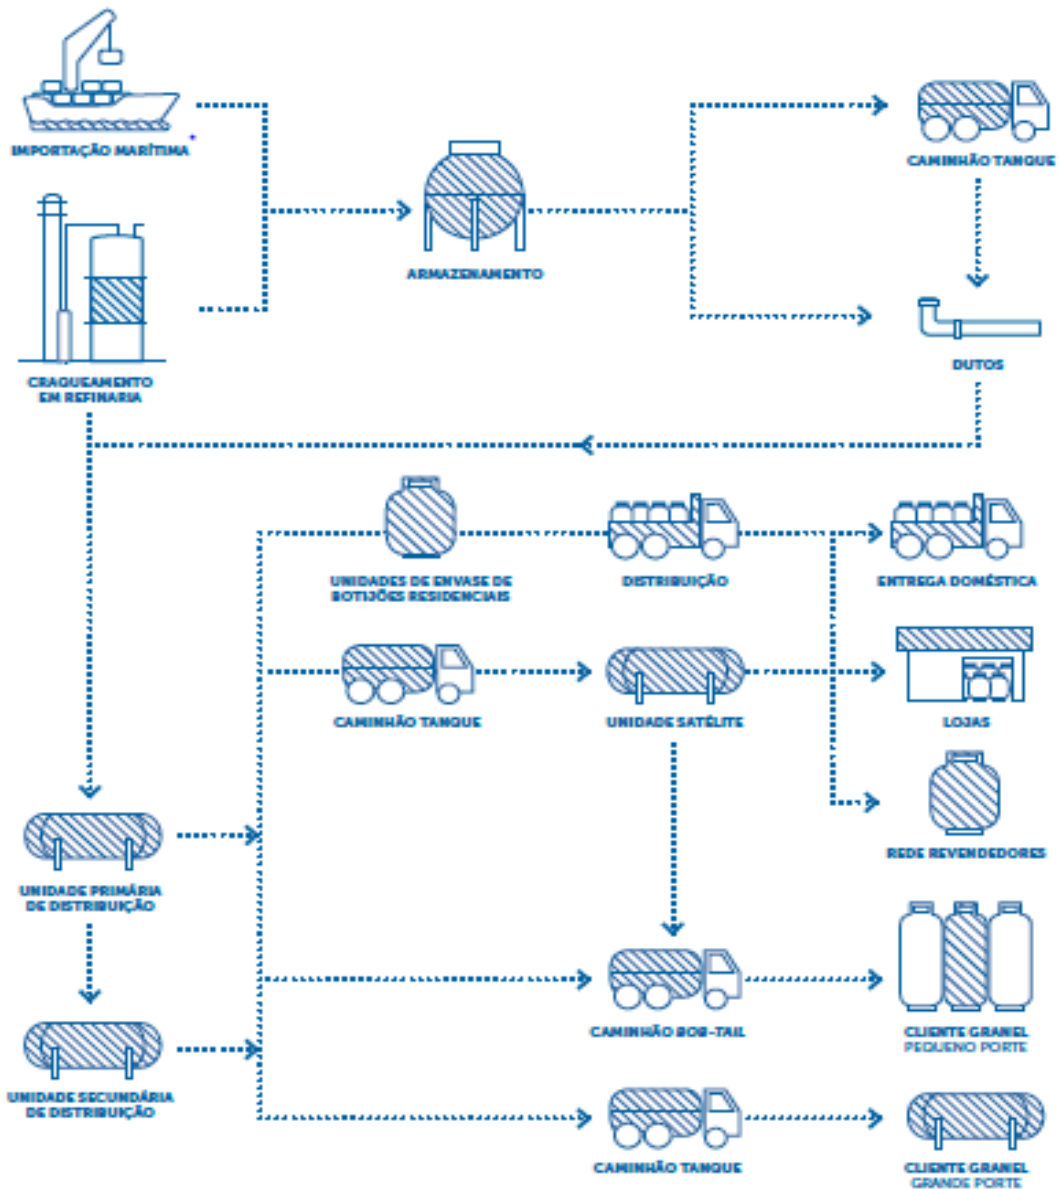 IMPORTAÇÃO MARÍTIMA*
CAMINHÃO TANQUE
ARMAZENAMENTO
DUTOS
CRAQUEAMENTO
EM REFINARIA
UNIDADES DE ENVASE DE
BOTIJÕES RESIDENCIAIS
DISTRIBUIÇÃO
ENTREGA DOMÉSTICA
CAMINHÃO TANQUE
UNIDADE SATÉLITE
LOJAS
REDE REVENDEDORES
UNIDADE PRIMÁRIA
DE DISTRIBUIÇÃO
CAMINHÃO BOB-TAIL
CLIENTE GRANEL
PEQUENO PORTE
UNIDADE SECUNDÁRIA
DE DISTRIBUIÇÃO
CAMINHÃO TANQUE
CLIENTE GRANEL
GRANDE PORTE